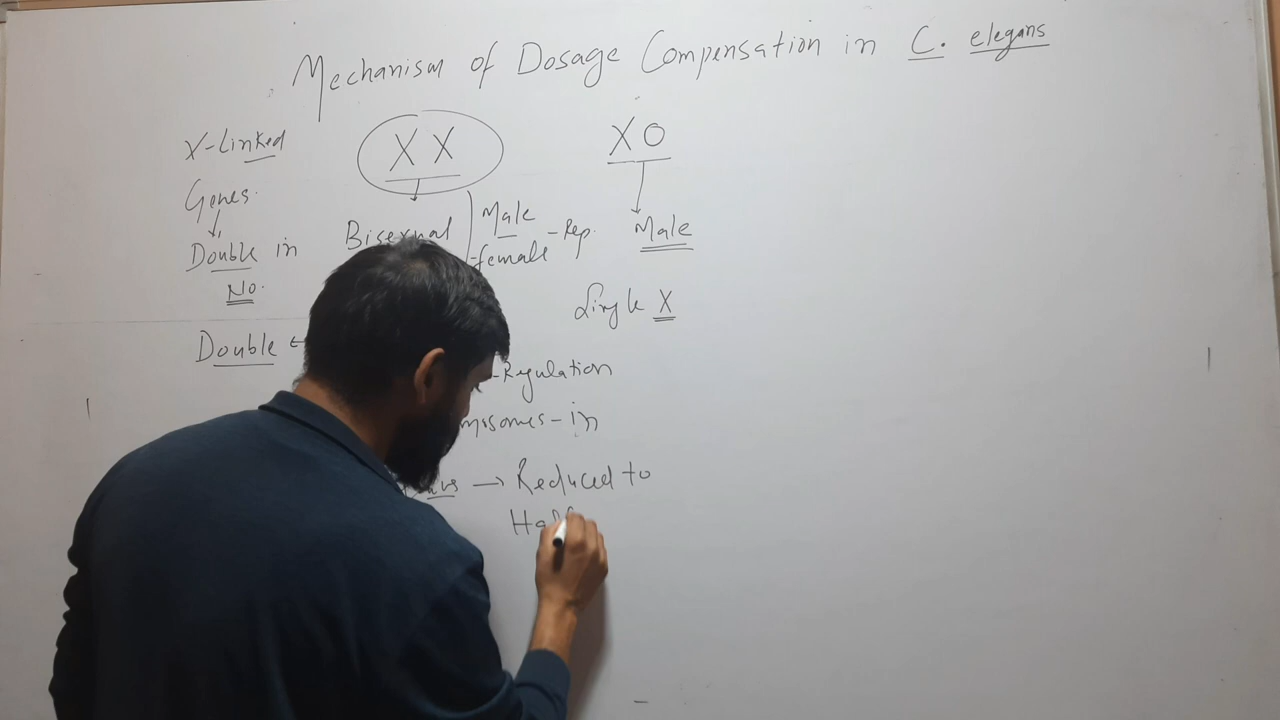 Mechanism of Dosage Compensation in C. elegans
X-Linked
Genes.
Double in
No.
Double ←
X X
Bisexual
Male
female
- Rep.
XO
Male
Single X
-Regulation
mosomes - in
→ Reduced to
Half